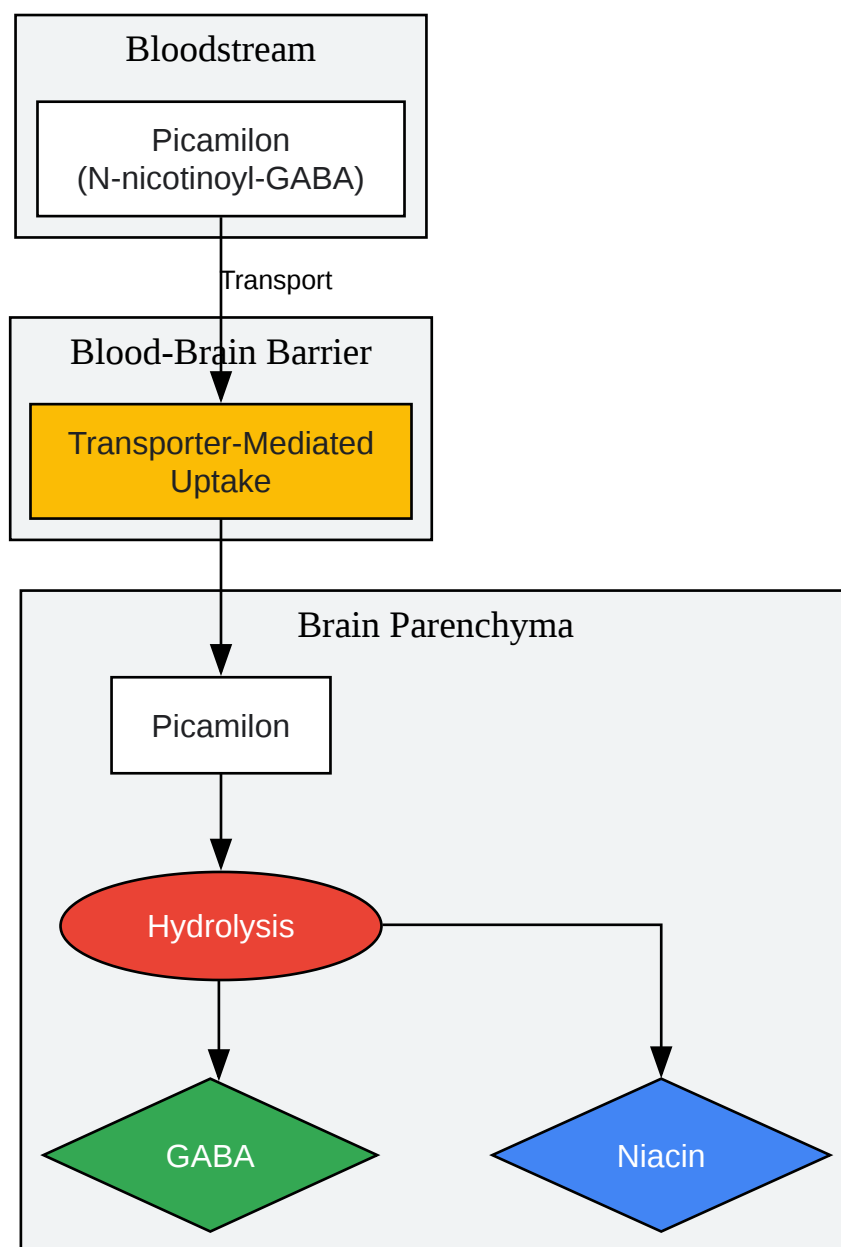 Bloodstream
Picamilon
(N-nicotinoyl-GABA)
Transport
Blood-Brain Barrier
Transporter-Mediated
Uptake
Brain Parenchyma
Picamilon
Hydrolysis
GABA
Niacin